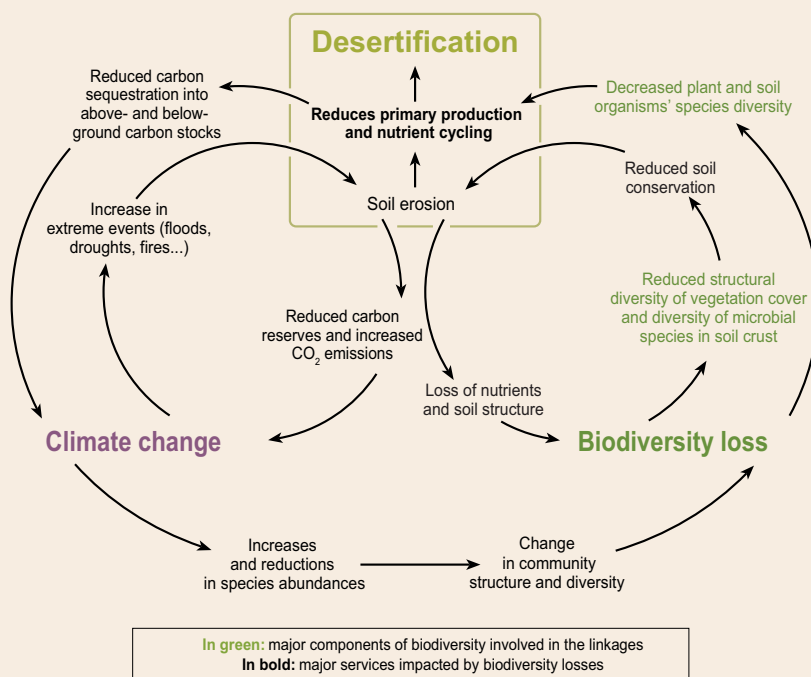 Desertification
Reduced carbon
sequestration into
above- and below-
ground carbon stocks
Reduces primary production
and nutrient cycling
Decreased plant and soil
organisms' species diversity
Reduced soil
conservation
Soil erosion
Increase in
extreme events (floods,
droughts, fires...)
Reduced structural
diversity of vegetation cover
and diversity of microbial
species in soil crust
Reduced carbon
reserves and increased
CO₂ emissions
Loss of nutrients
and soil structure
Climate change
Biodiversity loss
Increases
and reductions
in species abundances
Change
in community
structure and diversity
In green: major components of biodiversity involved in the linkages
In bold: major services impacted by biodiversity losses